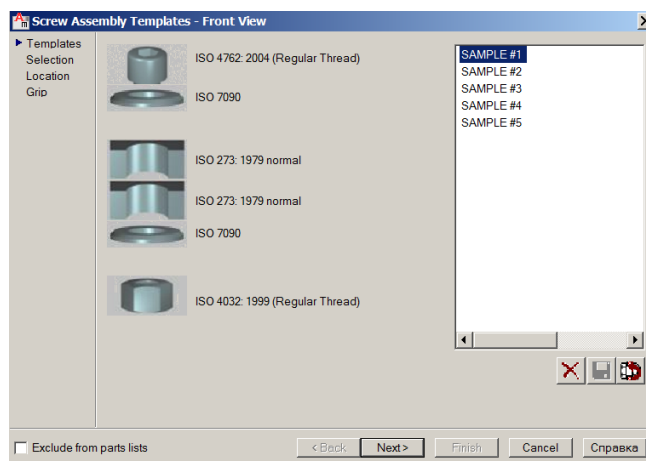 Screw Assembly Templates - Front View
Templates
Selection
Location
Grip
ISO 4762: 2004 (Regular Thread)
ISO 7090
ISO 273: 1979 normal
ISO 273: 1979 normal
ISO 7090
ISO 4032: 1999 (Regular Thread)
SAMPLE #1
SAMPLE #2
SAMPLE #3
SAMPLE #4
SAMPLE #5
Exclude from parts lists
< Back
Next >
Finish
Cancel
Справка